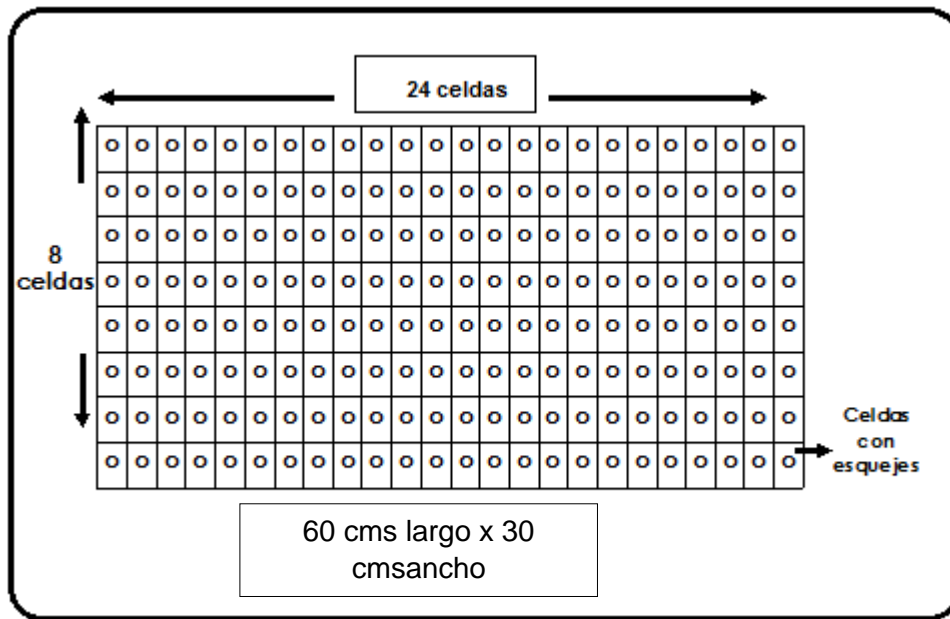 24 celdas
o o o o o o o o o o o o o o o o o o o o o o o o
o o o o o o o o o o o o o o o o o o o o o o o o
o o o o o o o o o o o o o o o o o o o o o o o o
o o o o o o o o o o o o o o o o o o o o o o o o
o o o o o o o o o o o o o o o o o o o o o o o o
o o o o o o o o o o o o o o o o o o o o o o o o
o o o o o o o o o o o o o o o o o o o o o o o o
o o o o o o o o o o o o o o o o o o o o o o o o
8
celdas
Celdas
con
esquejes
60 cms largo x 30
cmsancho